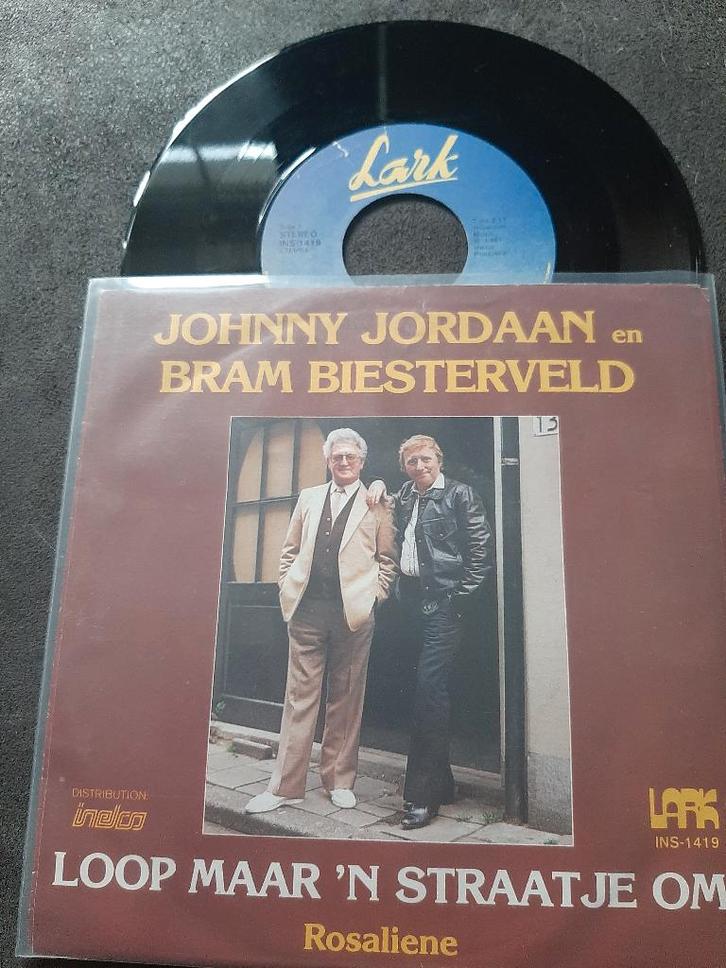 Lark
STEREO
INS-1419
JOHNNY JORDAAN en
BRAM BIESTERVELD
13
DISTRIBUTION:
indco
LARK
INS-1419
LOOP MAAR 'N STRAATJE OM
Rosaliene